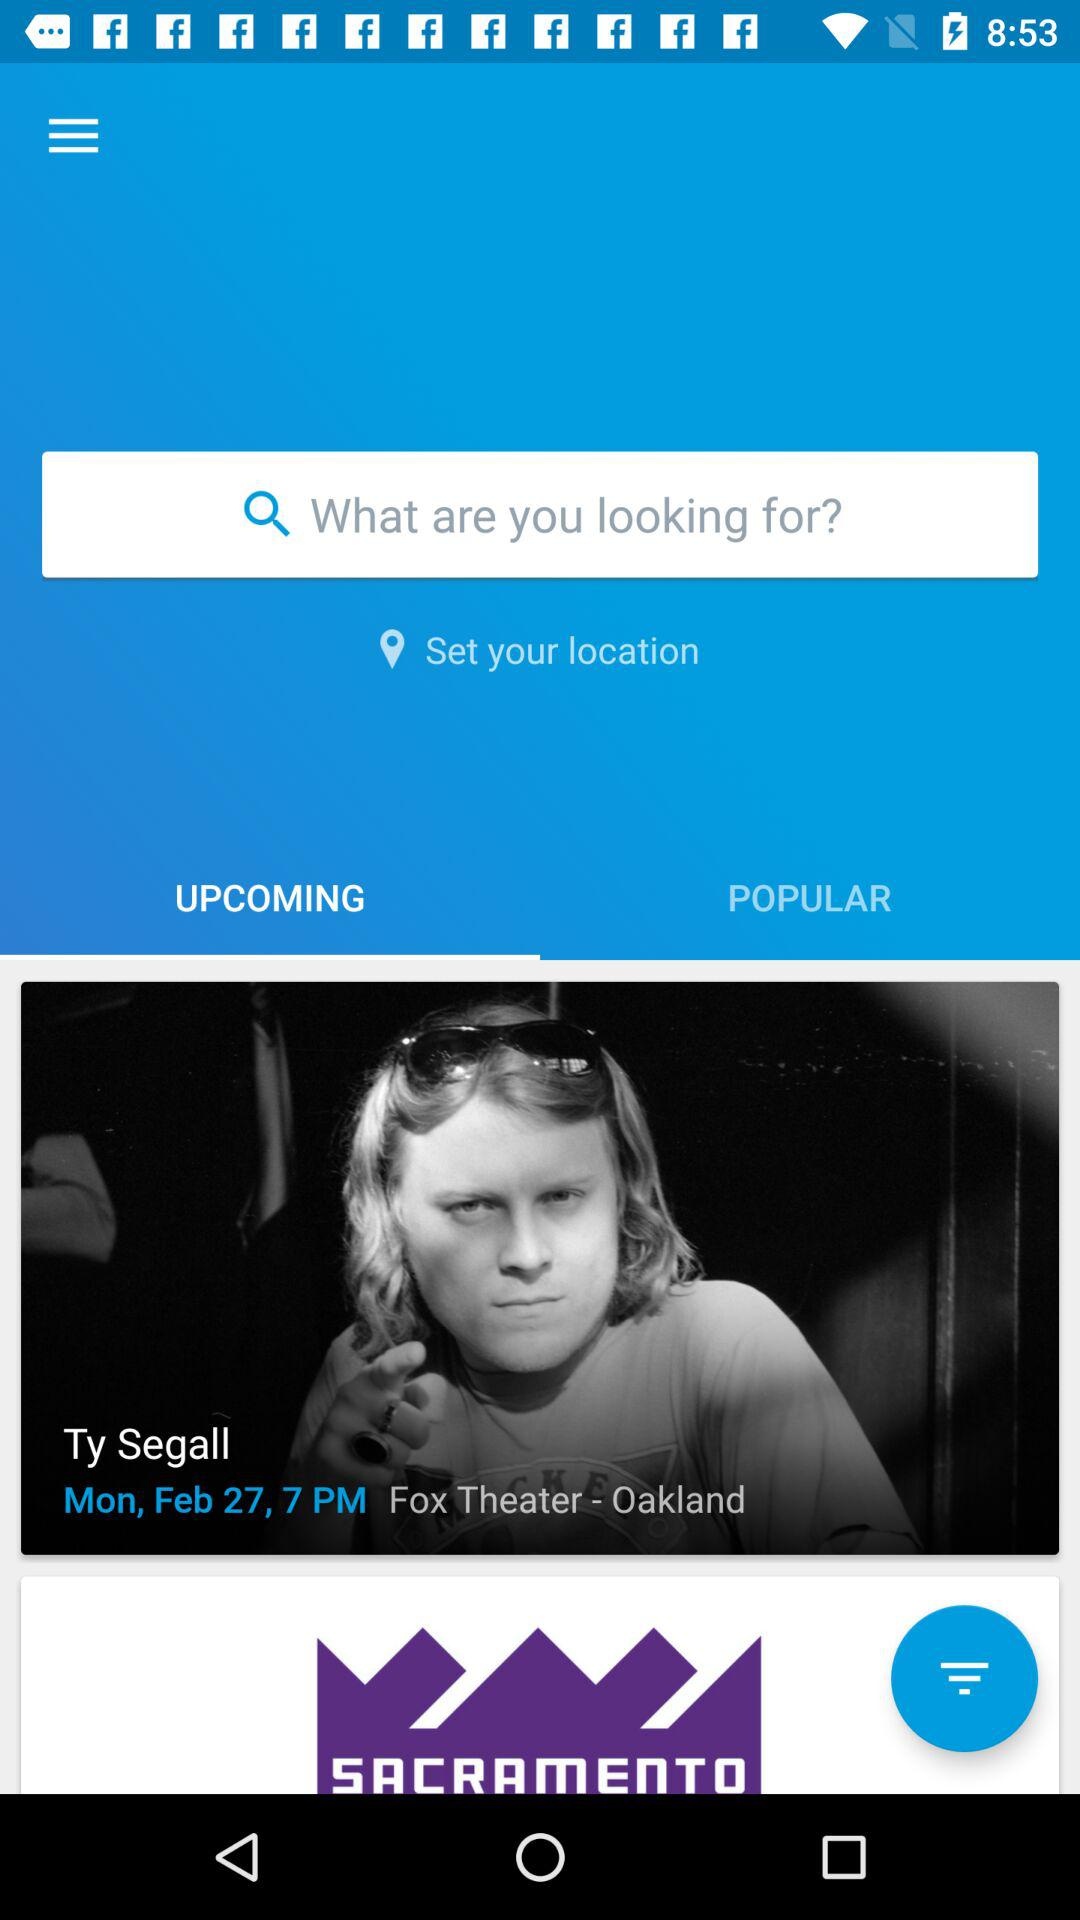 8:53
What are you looking for?
Set your location
UPCOMING POPULAR
Ty Segall
Mon, Feb 27, 7 PM Fox Theater - Oakland
SACRAMENTO